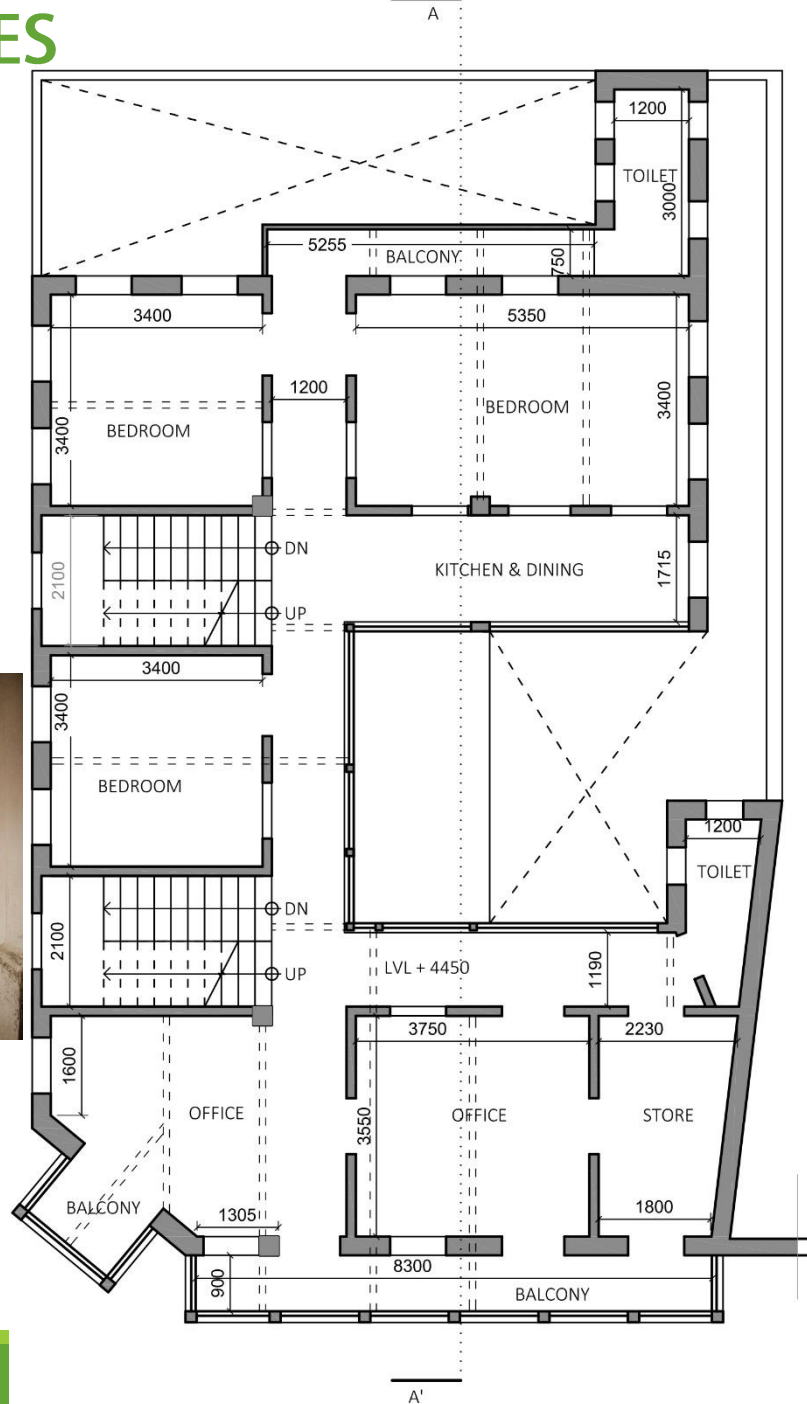 ES
A
1200
TOILET
3000
5255
BALCONY
750
3400
5350
1200
BEDROOM
BEDROOM
3400
3400
DN
KITCHEN & DINING
1715
2100
UP
3400
3400
BEDROOM
1200
TOILET
DN
2100
LVL + 4450
1190
UP
3750
2230
1600
OFFICE
3550
OFFICE
STORE
BALCONY
1305
1800
8300
900
BALCONY
A'